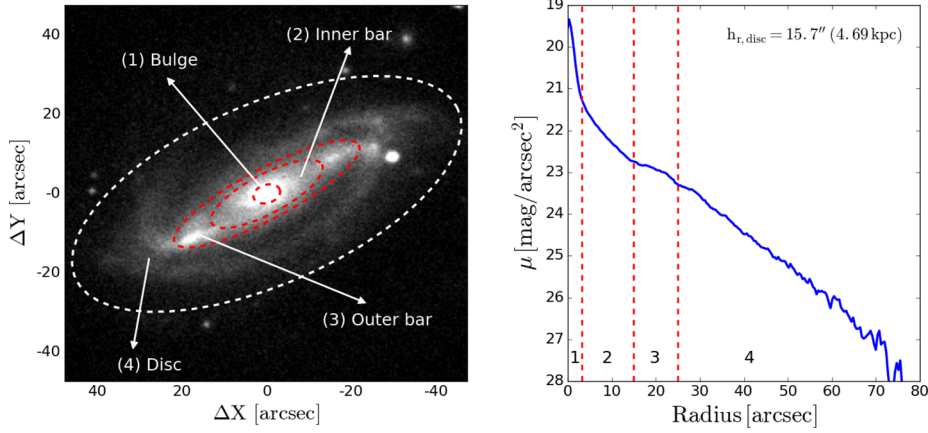 (1) Bulge
(2) Inner bar
(3) Outer bar
(4) Disc
40
20
-0
-20
-40
ΔY [arcsec]
40 20 0 -20 -40
ΔX [arcsec]
h_{r,disc} = 15.7″ (4.69 kpc)
19
20
21
22
23
24
25
26
27
28
μ [mag/arcsec²]
1 2 3 4
0 10 20 30 40 50 60 70 80
Radius [arcsec]